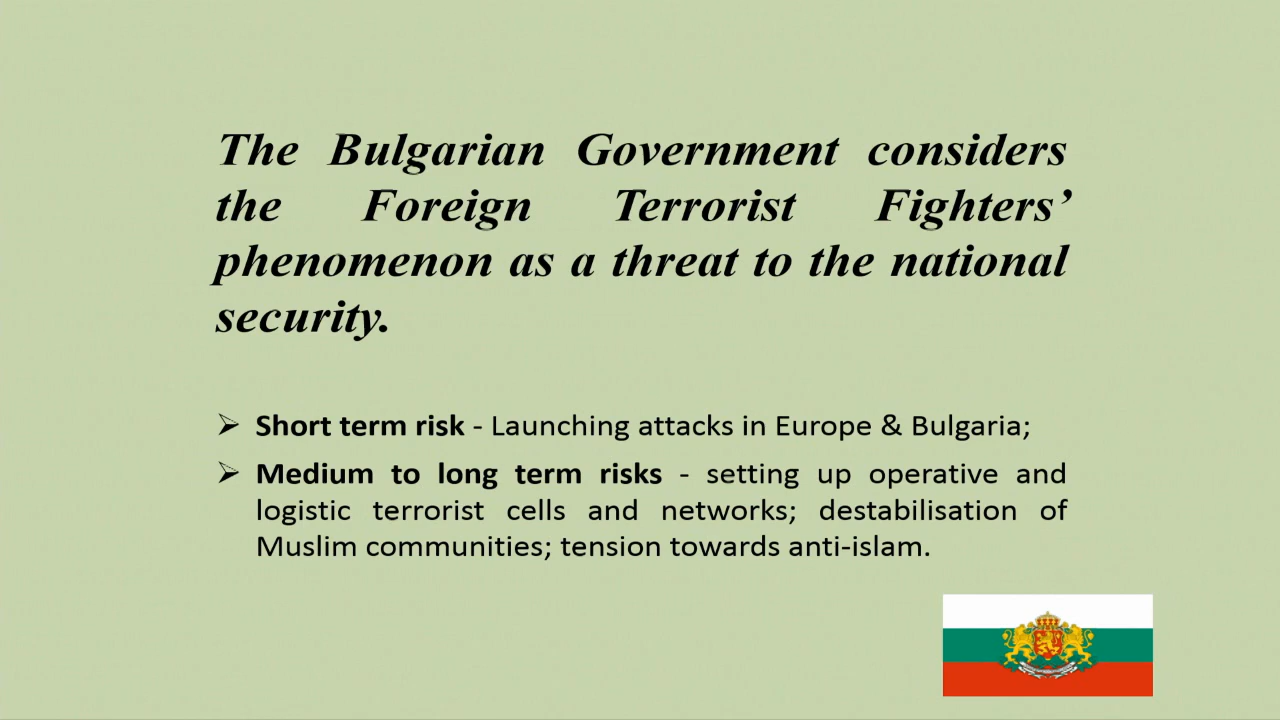 The Bulgarian Government considers
the Foreign Terrorist Fighters’
phenomenon as a threat to the national
security.
➢ Short term risk - Launching attacks in Europe & Bulgaria;
➢ Medium to long term risks - setting up operative and
logistic terrorist cells and networks; destabilisation of
Muslim communities; tension towards anti-islam.